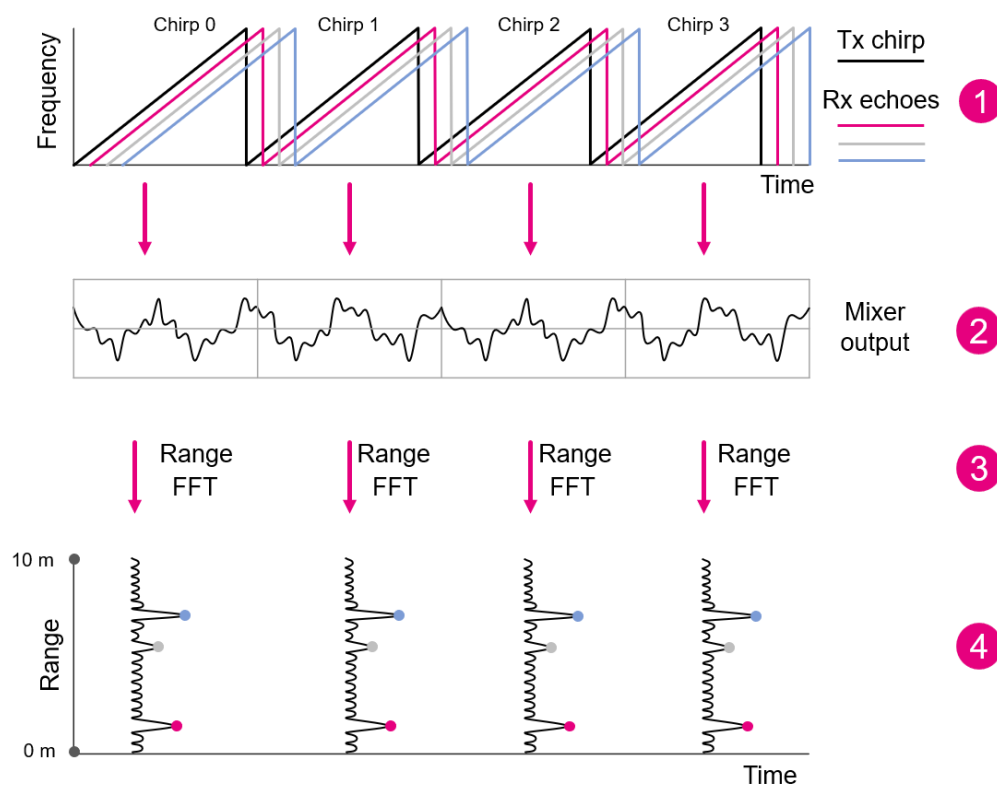 Chirp 0
Chirp 1
Chirp 2
Chirp 3
Frequency
Time
Tx chirp
Rx echoes
1
Mixer
output
2
Range
FFT
Range
FFT
Range
FFT
Range
FFT
3
10 m
Range
0 m
Time
4